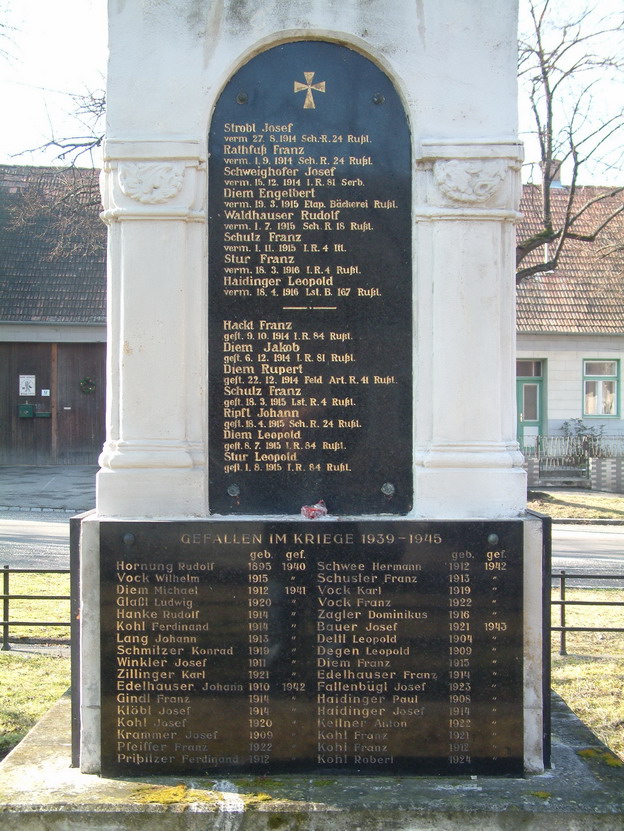 Strobl Josef
verm. 27. 8. 1914 Sch.-R. 24 Rußl.
Rathfuß Franz
verm. 1. 9. 1914 Sch. R. 24 Rußl.
Schweighofer Josef
verm. 15. 12. 1914 I. R. 81 Serb.
Diem Engelbert
verm. 19. 3. 1915 Etap. Bäckerei Rußl.
Waldhauser Rudolf
verm. 1. 7. 1915 Sch. R. 18 Rußl.
Schulz Franz
verm. 1. 11. 1915 I. R. 4 Itl.
Stur Franz
verm. 18. 3. 1916 I. R. 4 Rußl.
Haidinger Leopold
verm. 18. 4. 1916 Lst. B. 167 Rußl.
Hackl Franz
gest. 9. 10. 1914 I. R. 84 Rußl.
Diem Jakob
gest. 6. 12. 1914 I. R. 81 Rußl.
Diem Rupert
gest. 22. 12. 1914 Feld Art. R. 41 Rußl.
Schulz Franz
gest. 18. 3. 1915 Lst. R. 4 Rußl.
Ripfl Johann
gest. 18. 4. 1915 Sch. R. 24 Rußl.
Diem Leopold
gest. 6. 7. 1915 I. R. 84 Rußl.
Stur Leopold
gest. 1. 8. 1915 I. R. 84 Rußl.
GEFALLEN IM KRIEGE 1939-1945
geb. gef.
Hornung Rudolf 1895 1940
Vock Wilhelm 1915 "
Diem Michael 1912 1941
Glaßl Ludwig 1920 "
Hanke Rudolf 1914 "
Kohl Ferdinand 1914 "
Lang Johann 1913 "
Schmitzer Konrad 1919 "
Winkler Josef 1911 "
Zillinger Karl 1921 "
Edelhauser Johann 1910 1942
Gindl Franz 1914 "
Klöbl Josef 1914 "
Kohl Josef 1920 "
Krammer Josef 1909 "
Pfeiffer Franz 1922 "
Pribitzer Ferdinand 1912 "
geb. gef.
Schwee Hermann 1912 1942
Schuster Franz 1913 "
Vock Karl 1919 "
Vock Franz 1922 "
Zagler Dominikus 1916 "
Bauer Josef 1921 1943
Deltl Leopold 1904 "
Degen Leopold 1909 "
Diem Franz 1915 "
Edelhauser Franz 1914 "
Fallenbügl Josef 1923 "
Haidinger Paul 1908 "
Haidinger Josef 1914 "
Kellner Anton 1922 "
Kohl Franz 1921 "
Kohl Franz 1912 "
Kohl Robert 1924 "